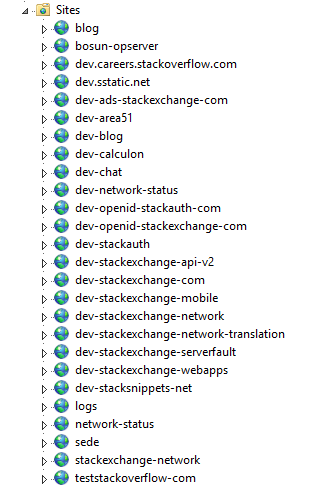 Sites
blog
bosun-opserver
dev.careers.stackoverflow.com
dev.sstatic.net
dev-ads-stackexchange-com
dev-area51
dev-blog
dev-calculon
dev-chat
dev-network-status
dev-openid-stackauth-com
dev-openid-stackexchange-com
dev-stackauth
dev-stackexchange-api-v2
dev-stackexchange-com
dev-stackexchange-mobile
dev-stackexchange-network
dev-stackexchange-network-translation
dev-stackexchange-serverfault
dev-stackexchange-webapps
dev-stacksnippets-net
logs
network-status
sede
stackexchange-network
teststackoverflow-com